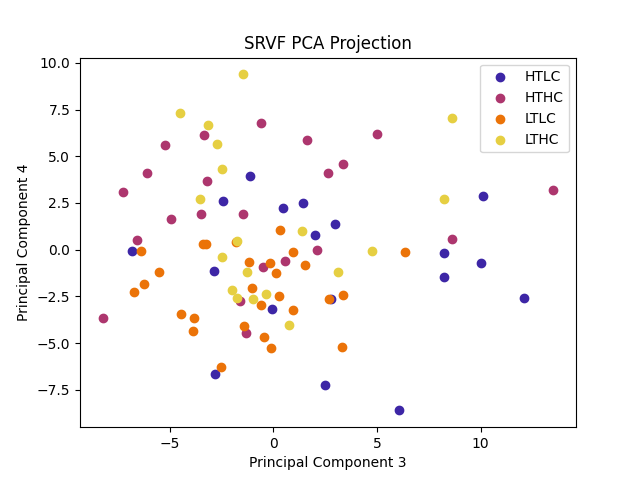 SRVF PCA Projection
10.0
7.5
5.0
2.5
0.0
−2.5
−5.0
−7.5
Principal Component 4
HTLC
HTHC
LTLC
LTHC
−5
0
5
10
Principal Component 3